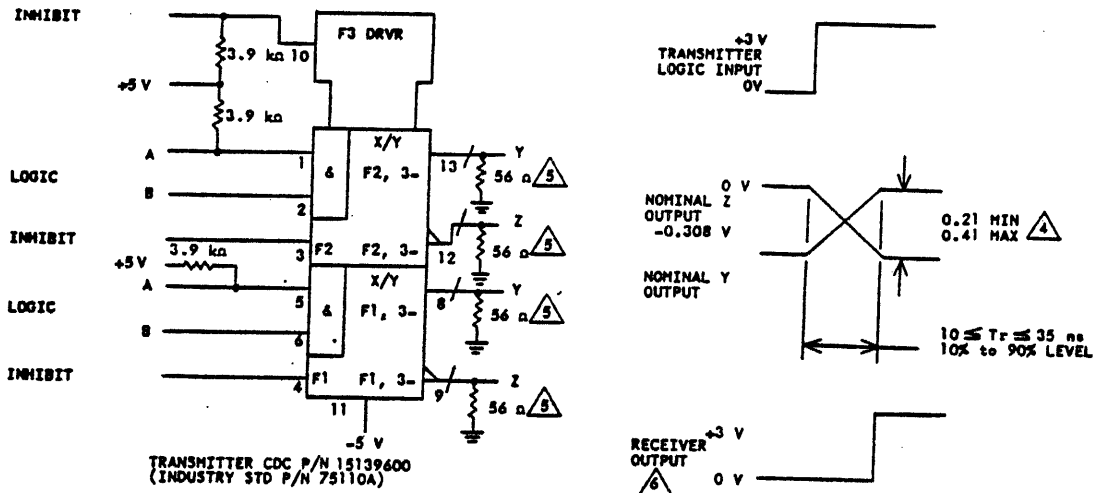 INHIBIT
F3 DRVR
3.9 kΩ
10
+5 V
3.9 kΩ
A
1
X/Y
&
F2, 3-
13
Y
56 Ω 5
LOGIC
B
2
INHIBIT
3
F2
F2, 3-
12
Z
56 Ω 5
3.9 kΩ
+5V
A
5
X/Y
&
F1, 3-
8
Y
56 Ω 5
LOGIC
B
6
INHIBIT
4
F1
F1, 3-
9
Z
56 Ω 5
11
-5 V
TRANSMITTER CDC P/N 15139600
(INDUSTRY STD P/N 75110A)
+3 V
TRANSMITTER
LOGIC INPUT
0V
0 V
NOMINAL Z
OUTPUT
-0.308 V
NOMINAL Y
OUTPUT
0.21 MIN
0.41 MAX 4
10 ≤ Tr ≤ 35 ns
10% to 90% LEVEL
RECEIVER +3 V
OUTPUT
6
0 V